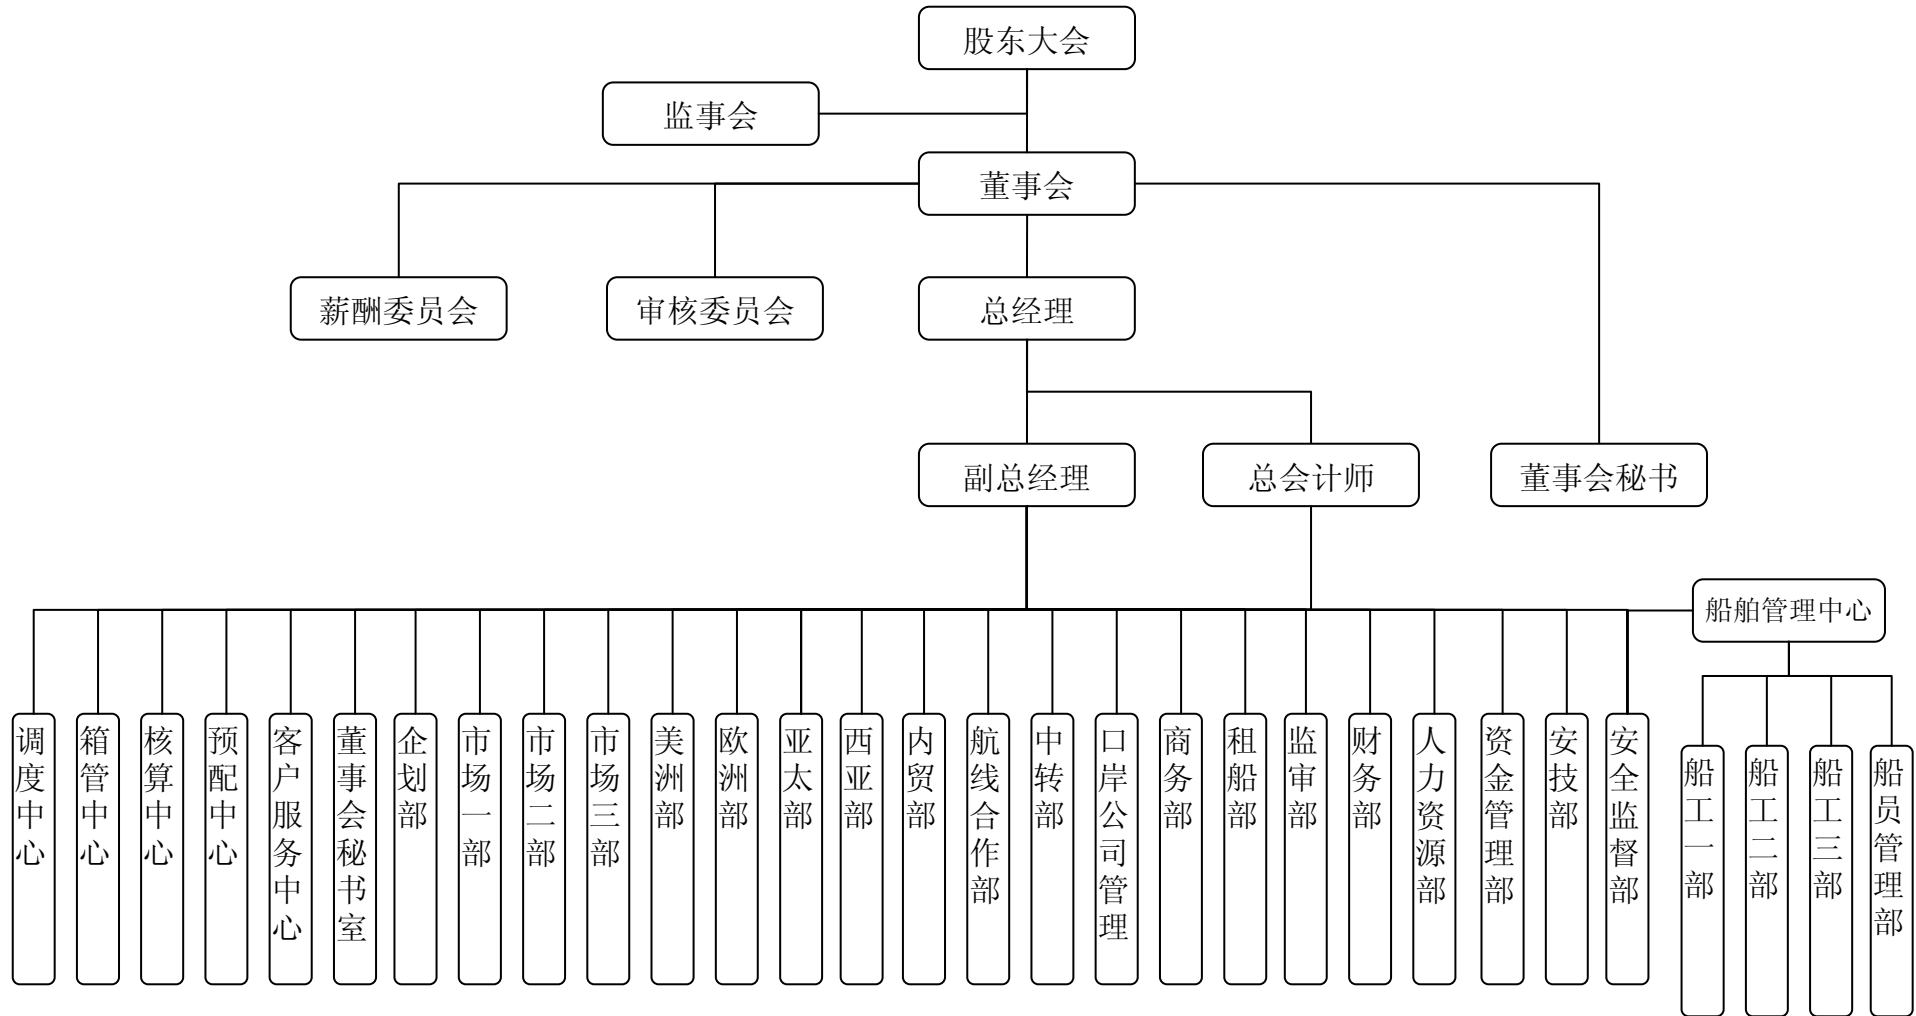 股东大会
监事会
董事会
薪酬委员会
审核委员会
总经理
副总经理
总会计师
董事会秘书
船舶管理中心
调度中心
箱管中心
核算中心
预配中心
客户服务中心
董事会秘书室
企划部
市场一部
市场二部
市场三部
美洲部
欧洲部
亚太部
西亚部
内贸部
航线合作部
中转部
口岸公司管理
商务部
租船部
监审部
财务部
人力资源部
资金管理部
安技部
安全监督部
船工一部
船工二部
船工三部
船员管理部